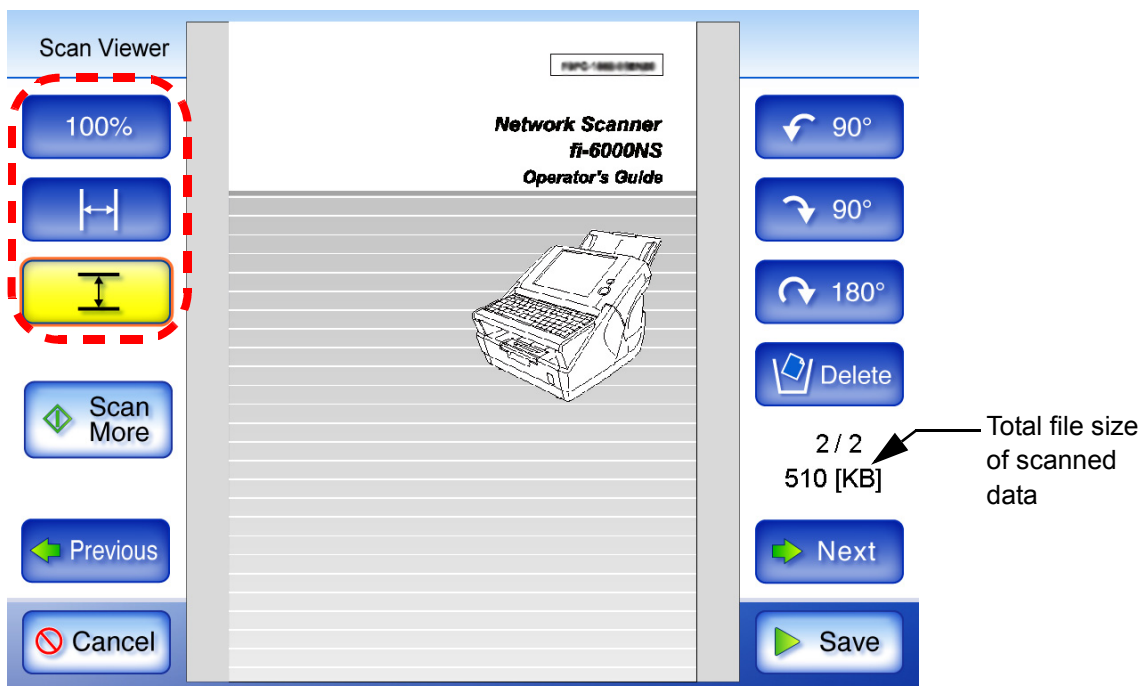 Scan Viewer
100%
Network Scanner
fi-6000NS
Operator's Guide
Scan
More
Previous
Cancel
90°
90°
180°
Delete
2 / 2
510 [KB]
Next
Save
Total file size
of scanned
data